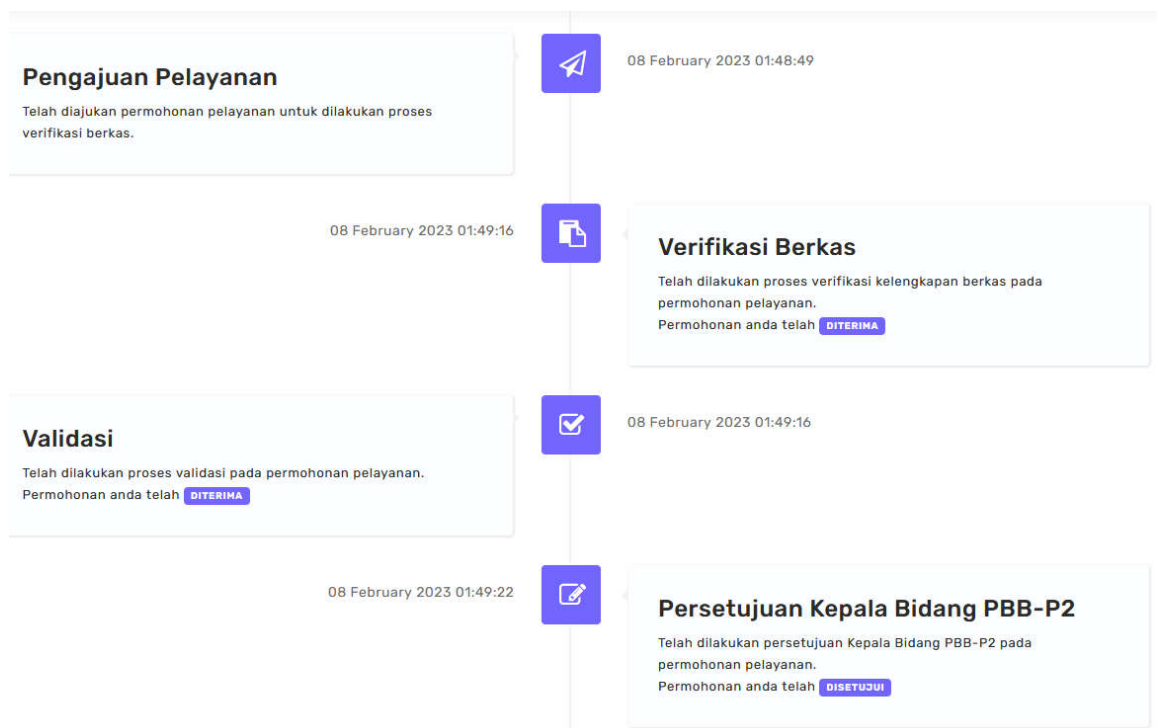 Pengajuan Pelayanan
Telah diajukan permohonan pelayanan untuk dilakukan proses
verifikasi berkas.
08 February 2023 01:48:49
08 February 2023 01:49:16
Verifikasi Berkas
Telah dilakukan proses verifikasi kelengkapan berkas pada
permohonan pelayanan.
Permohonan anda telah DITERIMA
Validasi
Telah dilakukan proses validasi pada permohonan pelayanan.
Permohonan anda telah DITERIMA
08 February 2023 01:49:16
08 February 2023 01:49:22
Persetujuan Kepala Bidang PBB-P2
Telah dilakukan persetujuan Kepala Bidang PBB-P2 pada
permohonan pelayanan.
Permohonan anda telah DISETUJUI